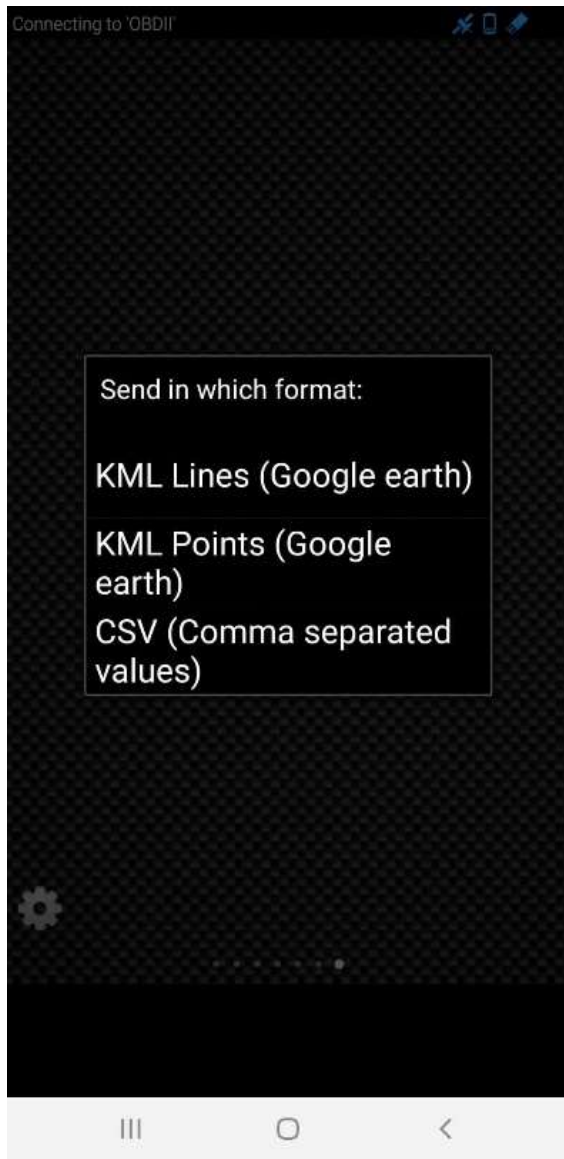 Connecting to 'OBDII'
Send in which format:
KML Lines (Google earth)
KML Points (Google
earth)
CSV (Comma separated
values)